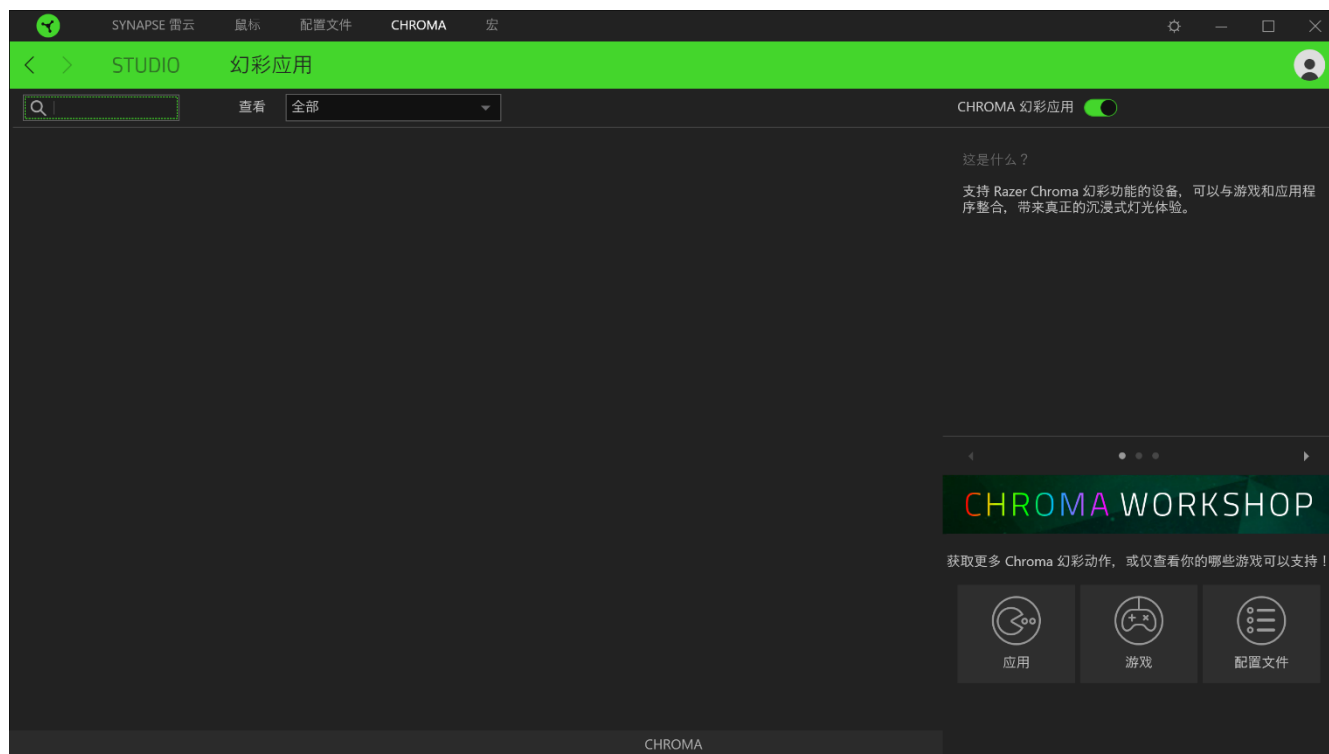 SYNAPSE 雷云 鼠标 配置文件 CHROMA 宏
STUDIO 幻彩应用
查看 全部
CHROMA 幻彩应用
这是什么？
支持 Razer Chroma 幻彩功能的设备，可以与游戏和应用程
序整合，带来真正的沉浸式灯光体验。
CHROMA WORKSHOP
获取更多 Chroma 幻彩动作，或仅查看你的哪些游戏可以支持！
应用 游戏 配置文件
CHROMA